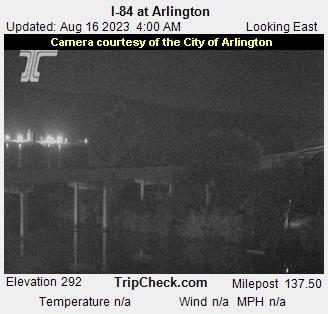 I-84 at Arlington
Updated: Aug 16 2023 4:00 AM Looking East
Camera courtesy of the City of Arlington
Elevation 292 TripCheck.com Milepost 137.50
Temperature n/a Wind n/a MPH n/a